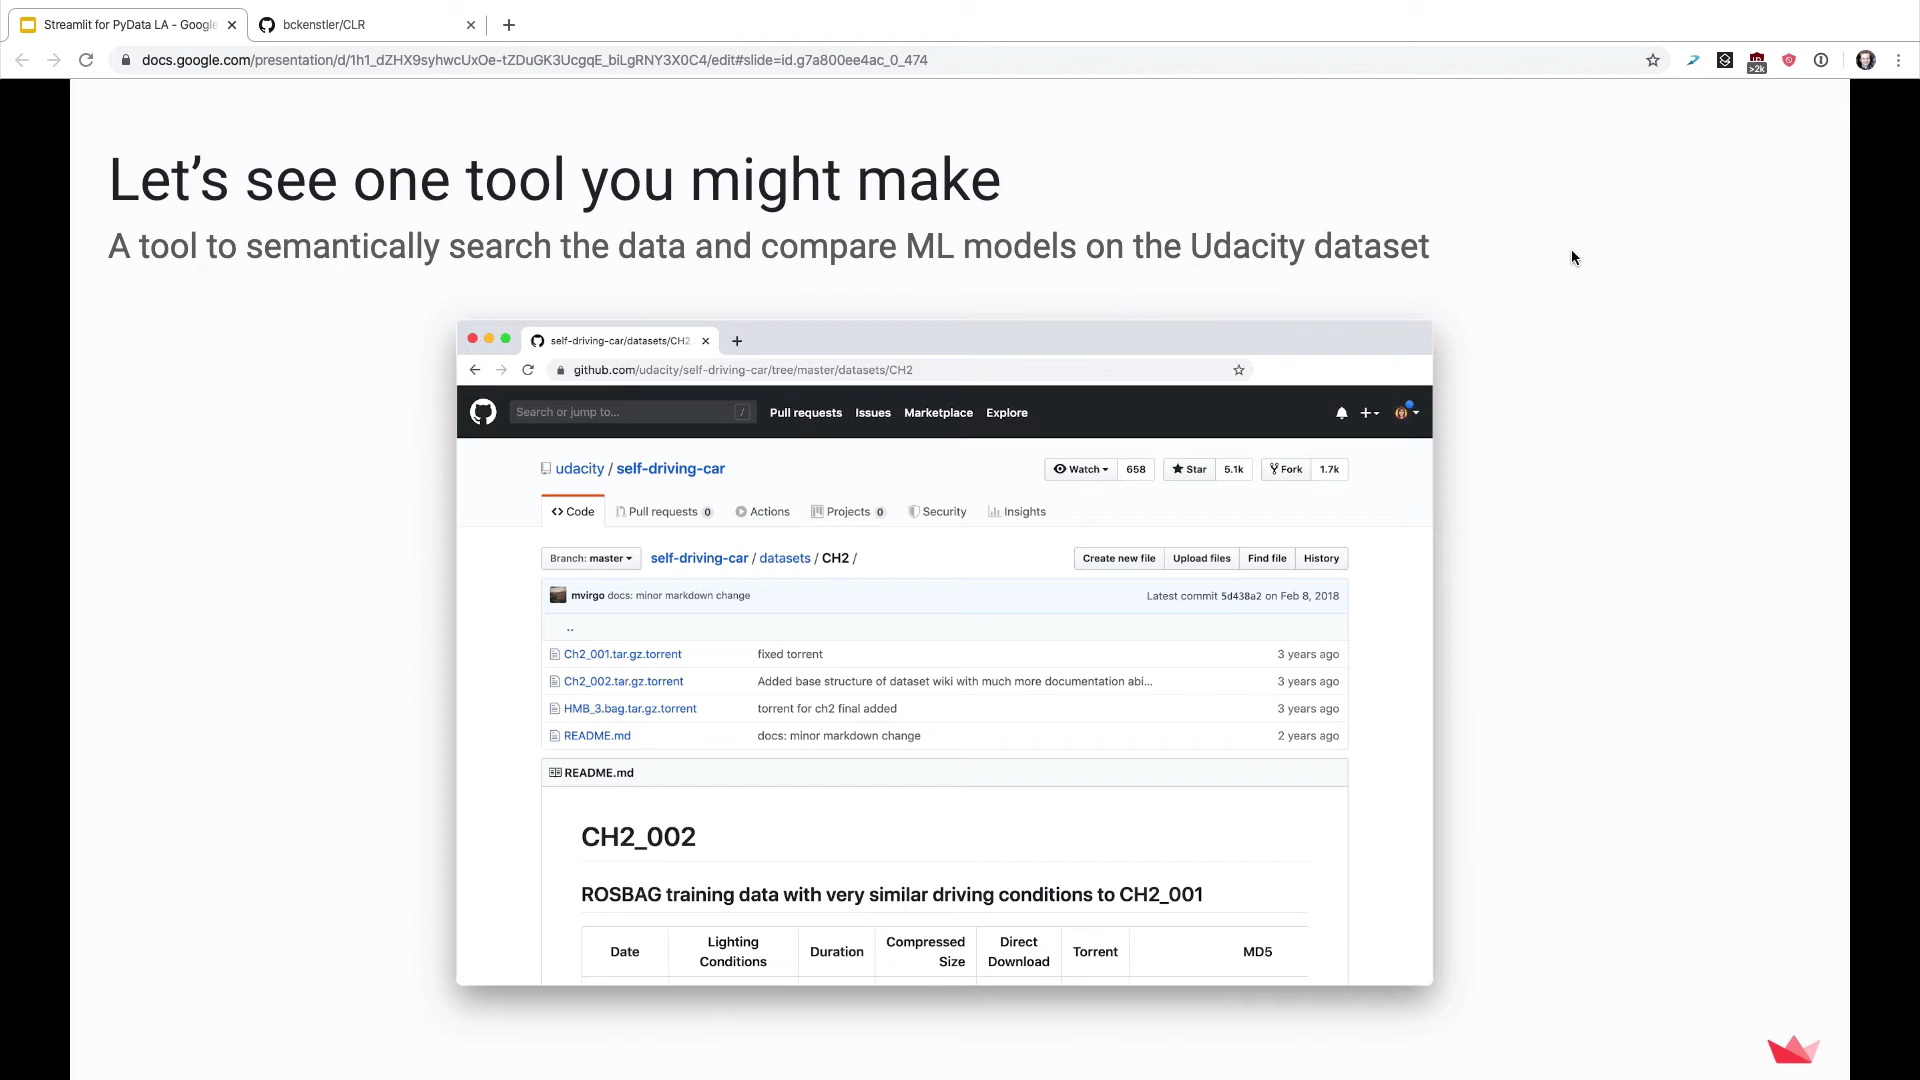 Streamlit for PyData LA - Google
bckenstler/CLR
docs.google.com/presentation/d/1h1_dZHX9syhwcUxOe-tZDuGK3UcgqE_biLgRNY3X0C4/edit#slide=id.g7a800ee4ac_0_474
>2k
Let’s see one tool you might make
A tool to semantically search the data and compare ML models on the Udacity dataset
self-driving-car/datasets/CH2
github.com/udacity/self-driving-car/tree/master/datasets/CH2
Search or jump to... / Pull requests Issues Marketplace Explore
udacity / self-driving-car Watch 658 Star 5.1k Fork 1.7k
Code Pull requests 0 Actions Projects 0 Security Insights
Branch: master self-driving-car / datasets / CH2 / Create new file Upload files Find file History
mvirgo docs: minor markdown change Latest commit 5d438a2 on Feb 8, 2018
..
Ch2_001.tar.gz.torrent fixed torrent 3 years ago
Ch2_002.tar.gz.torrent Added base structure of dataset wiki with much more documentation abi... 3 years ago
HMB_3.bag.tar.gz.torrent torrent for ch2 final added 3 years ago
README.md docs: minor markdown change 2 years ago
README.md
CH2_002
ROSBAG training data with very similar driving conditions to CH2_001
Date Lighting Conditions Duration Compressed Size Direct Download Torrent MD5